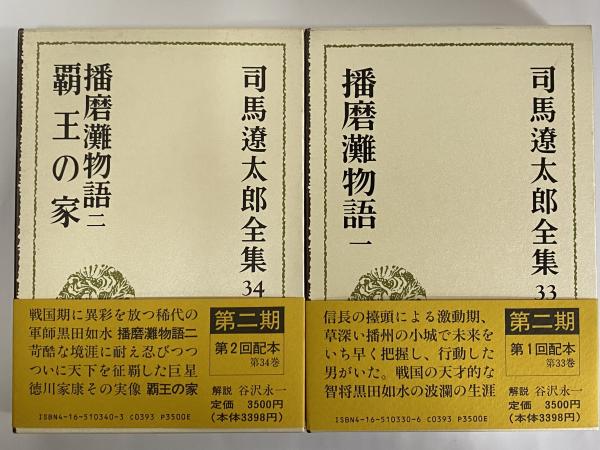 司馬遼太郎全集 34
播磨灘物語 二
覇王の家
戦国期に異彩を放つ稀代の
軍師黒田如水 播磨灘物語二
苛酷な境涯に耐え忍びつつ
ついに天下を征覇した巨星
徳川家康その実像 覇王の家
第二期
第2回配本
第34巻
解説 谷沢永一
定価 3500円
(本体3398円)
ISBN4-16-510340-3 C0393 P3500E
司馬遼太郎全集 33
播磨灘物語 一
信長の擡頭による激動期、
草深い播州の小城で未来を
いち早く把握し、行動した
男がいた。戦国の天才的な
智将黒田如水の波瀾の生涯
第二期
第1回配本
第33巻
解説 谷沢永一
定価 3500円
(本体3398円)
ISBN4-16-510330-6 C0393 P3500E